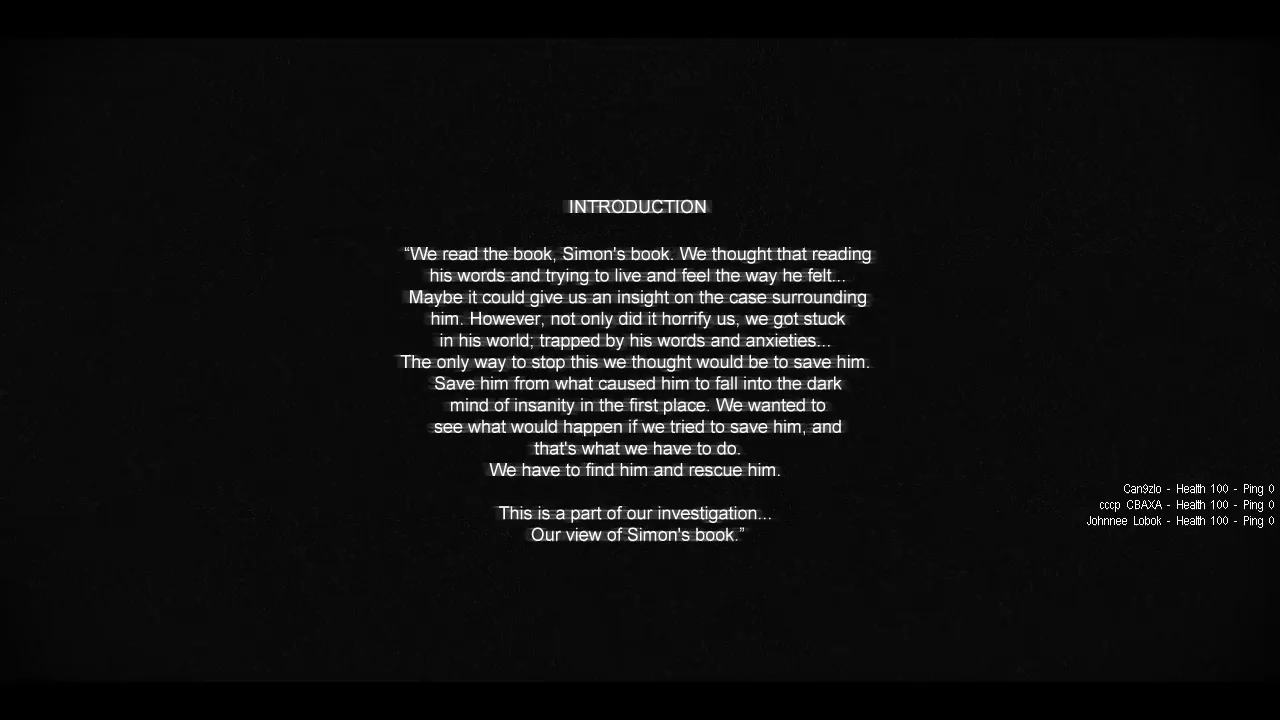 INTRODUCTION
“We read the book, Simon's book. We thought that reading
his words and trying to live and feel the way he felt...
Maybe it could give us an insight on the case surrounding
him. However, not only did it horrify us, we got stuck
in his world; trapped by his words and anxieties...
The only way to stop this we thought would be to save him.
Save him from what caused him to fall into the dark
mind of insanity in the first place. We wanted to
see what would happen if we tried to save him, and
that's what we have to do.
We have to find him and rescue him.
This is a part of our investigation...
Our view of Simon's book.”
Can9zlo - Health 100 - Ping 0
cccp CBAXA - Health 100 - Ping 0
Johnnee Lobok - Health 100 - Ping 0